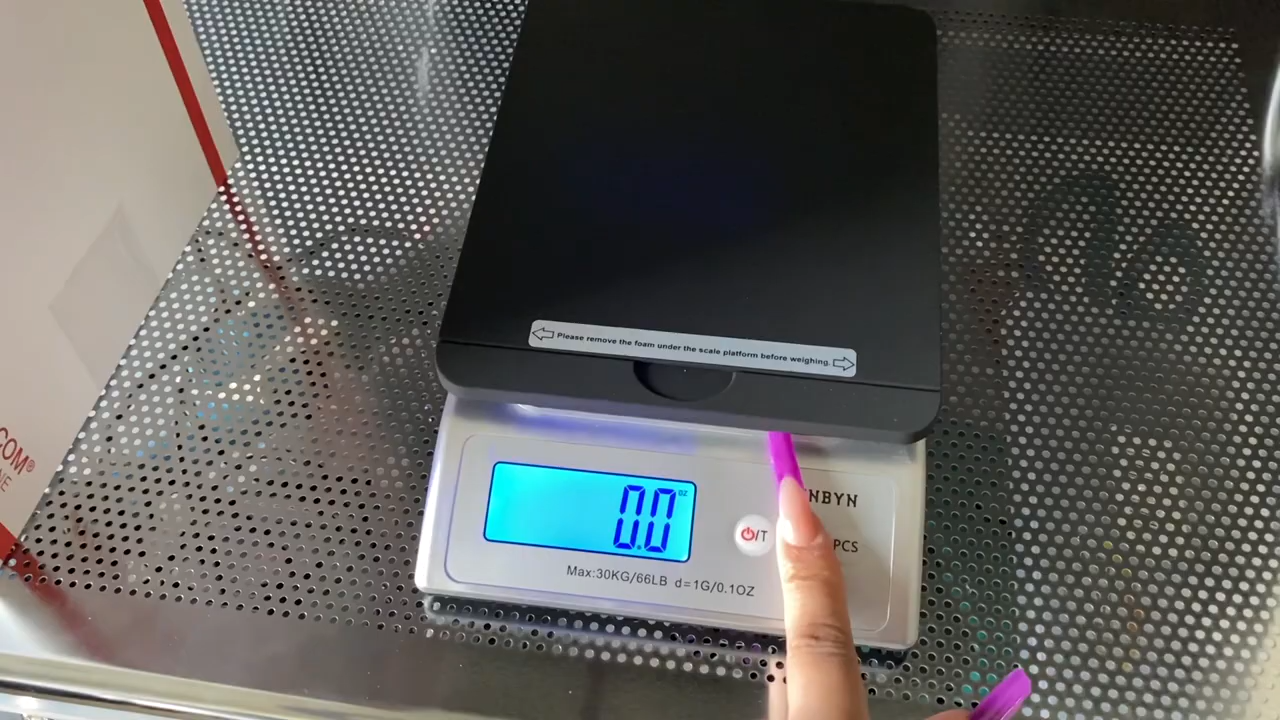 Please remove the foam under the scale platform before weighing.
0.0 oz
NBYN
/T
PCS
Max:30KG/66LB d=1G/0.1OZ
COM®